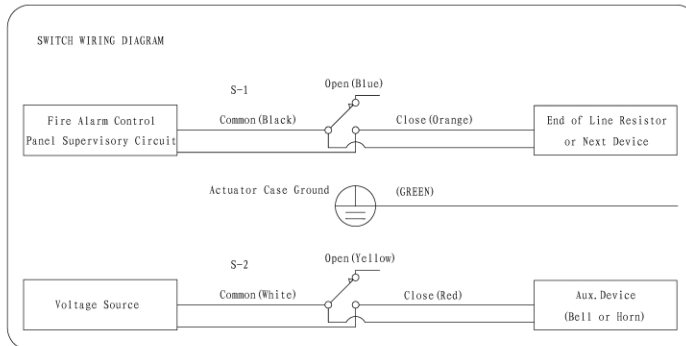 SWITCH WIRING DIAGRAM
S-1
Open(Blue)
Fire Alarm Control
Panel Supervisory Circuit
Common(Black)
Close(Orange)
End of Line Resistor
or Next Device
Actuator Case Ground
(GREEN)
S-2
Open(Yellow)
Voltage Source
Common(White)
Close(Red)
Aux.Device
(Bell or Horn)